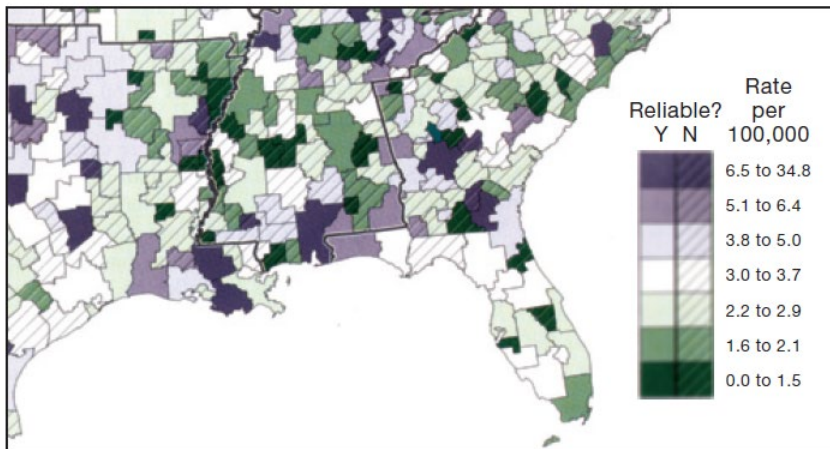 Rate
Reliable? per
Y N 100,000
6.5 to 34.8
5.1 to 6.4
3.8 to 5.0
3.0 to 3.7
2.2 to 2.9
1.6 to 2.1
0.0 to 1.5